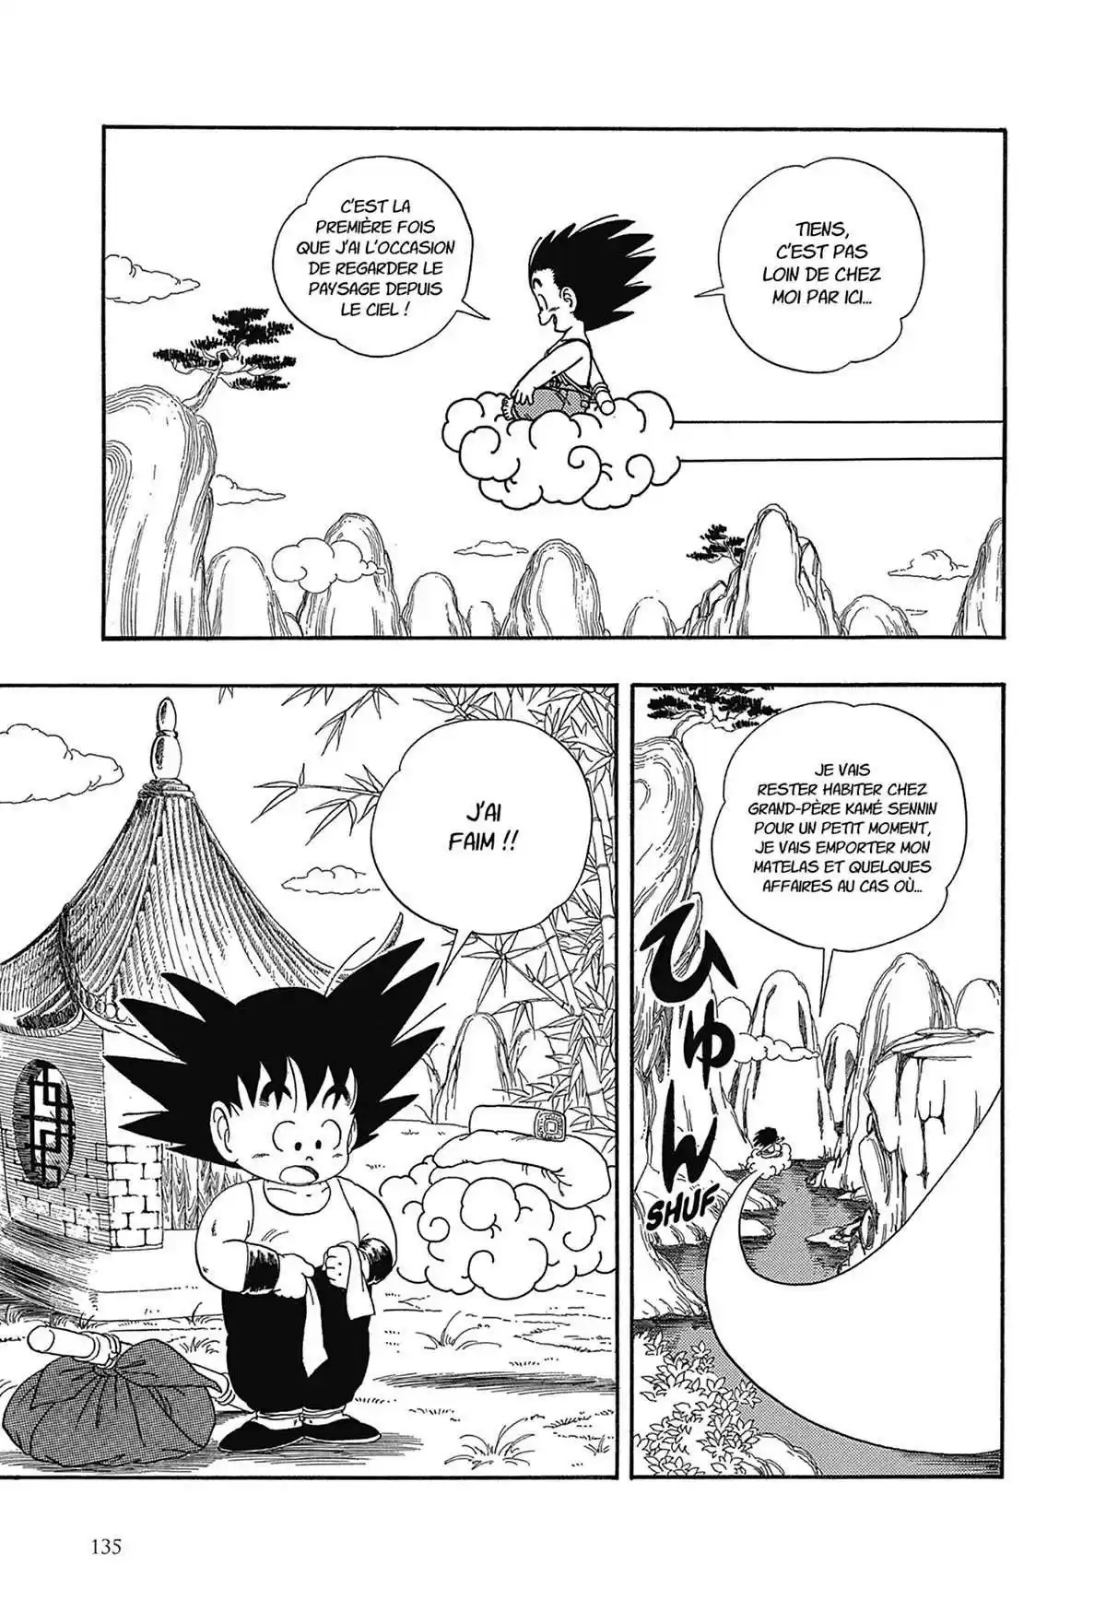 TIENS,
C'EST PAS
LOIN DE CHEZ
MOI PAR ICI...
C'EST LA
PREMIÈRE FOIS
QUE J'AI L'OCCASION
DE REGARDER LE
PAYSAGE DEPUIS
LE CIEL !
JE VAIS
RESTER HABITER CHEZ
GRAND-PÈRE KAMÉ SENNIN
POUR UN PETIT MOMENT,
JE VAIS EMPORTER MON
MATELAS ET QUELQUES
AFFAIRES AU CAS OÙ...
ひゅん
SHUF
J'AI
FAIM !!
135